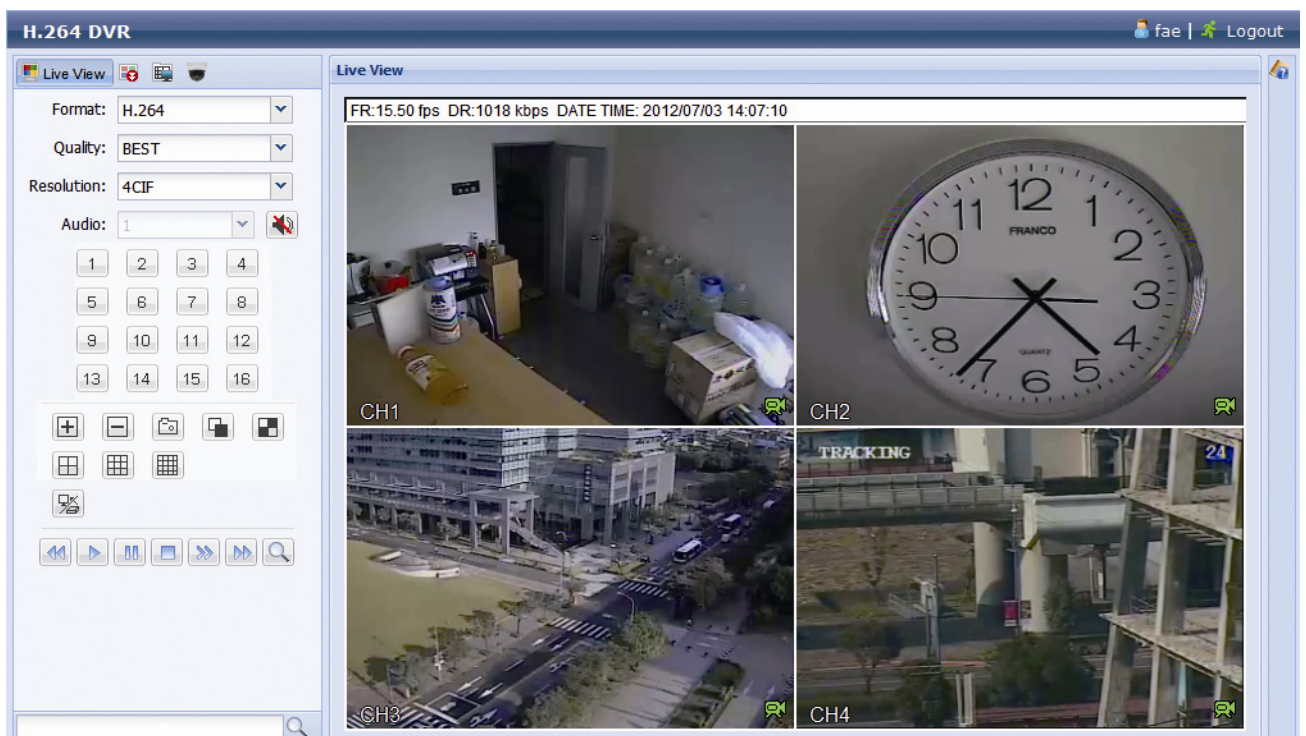 H.264 DVR
fae | Logout
Live View
Live View
Format: H.264
Quality: BEST
Resolution: 4CIF
Audio: 1
1 2 3 4
5 6 7 8
9 10 11 12
13 14 15 16
FR:15.50 fps DR:1018 kbps DATE TIME: 2012/07/03 14:07:10
CH1
12
11 1
FRANCO
10 2
9 3
8 4
QUARTZ
7 5
6
CH2
CH3
TRACKING 24
CH4